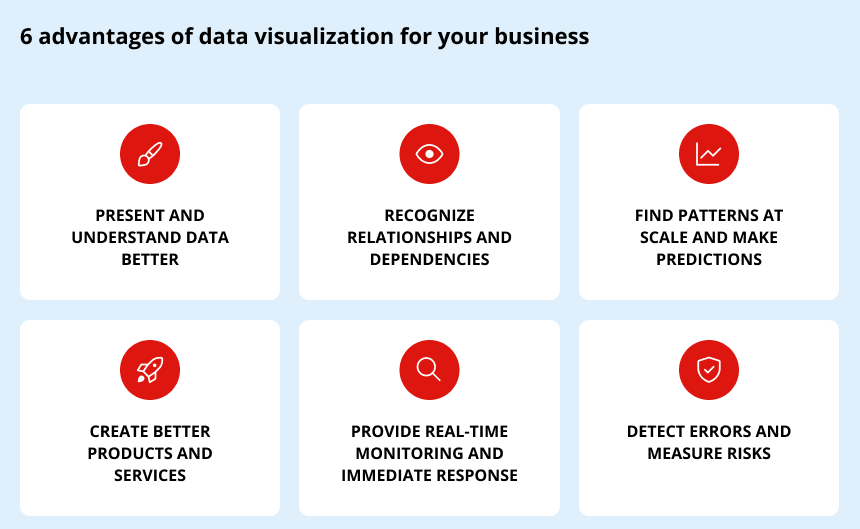 6 advantages of data visualization for your business
PRESENT AND
UNDERSTAND DATA
BETTER
RECOGNIZE
RELATIONSHIPS AND
DEPENDENCIES
FIND PATTERNS AT
SCALE AND MAKE
PREDICTIONS
CREATE BETTER
PRODUCTS AND
SERVICES
PROVIDE REAL-TIME
MONITORING AND
IMMEDIATE RESPONSE
DETECT ERRORS AND
MEASURE RISKS